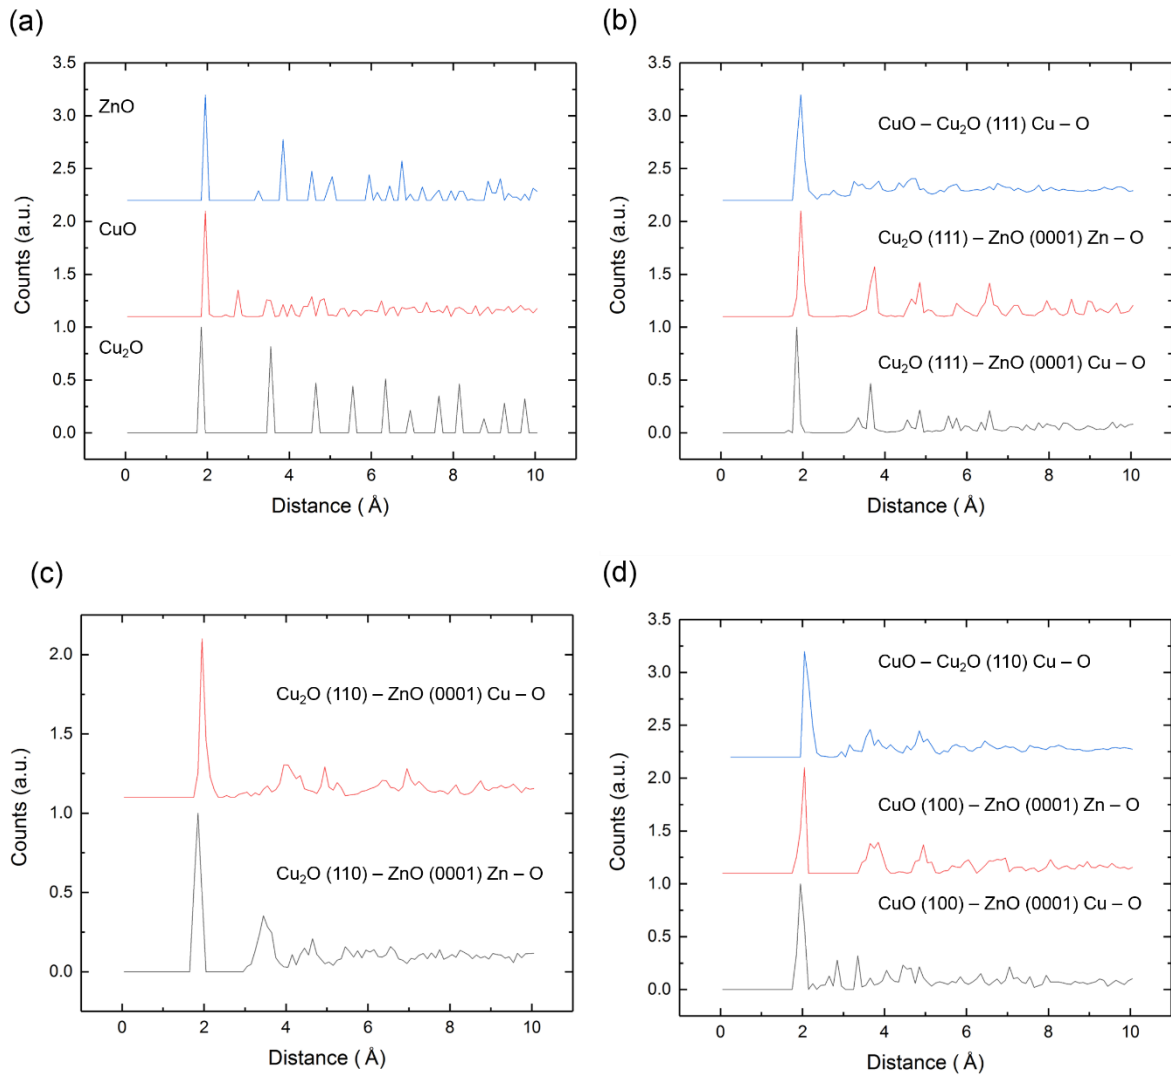 (a)
3.5
3.0
2.5
2.0
1.5
1.0
0.5
0.0
Counts (a.u.)
ZnO
CuO
Cu₂O
0 2 4 6 8 10
Distance ( Å)
(b)
3.5
3.0
2.5
2.0
1.5
1.0
0.5
0.0
Counts (a.u.)
CuO – Cu₂O (111) Cu – O
Cu₂O (111) – ZnO (0001) Zn – O
Cu₂O (111) – ZnO (0001) Cu – O
0 2 4 6 8 10
Distance ( Å)
(c)
2.0
1.5
1.0
0.5
0.0
Counts (a.u.)
Cu₂O (110) – ZnO (0001) Cu – O
Cu₂O (110) – ZnO (0001) Zn – O
0 2 4 6 8 10
Distance ( Å)
(d)
3.5
3.0
2.5
2.0
1.5
1.0
0.5
0.0
Counts (a.u.)
CuO – Cu₂O (110) Cu – O
CuO (100) – ZnO (0001) Zn – O
CuO (100) – ZnO (0001) Cu – O
0 2 4 6 8 10
Distance ( Å)